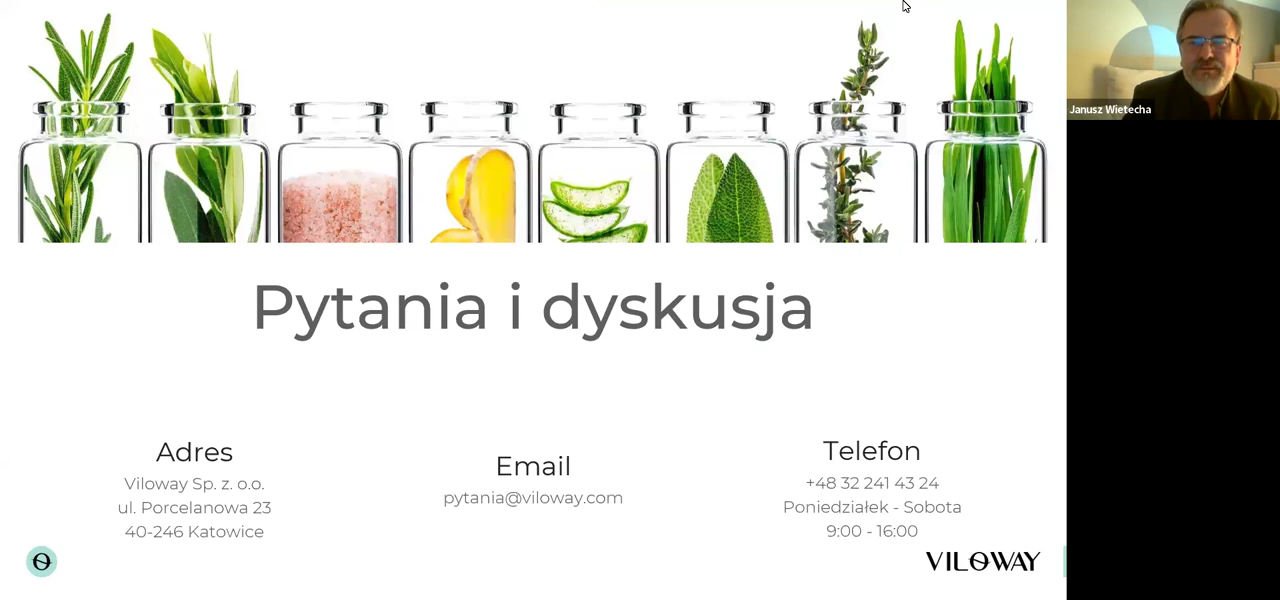 Janusz Wietecha
Pytania i dyskusja
Adres
Viloway Sp. z. o.o.
ul. Porcelanowa 23
40-246 Katowice
Email
pytania@viloway.com
Telefon
+48 32 241 43 24
Poniedziałek - Sobota
9:00 - 16:00
VILOWAY